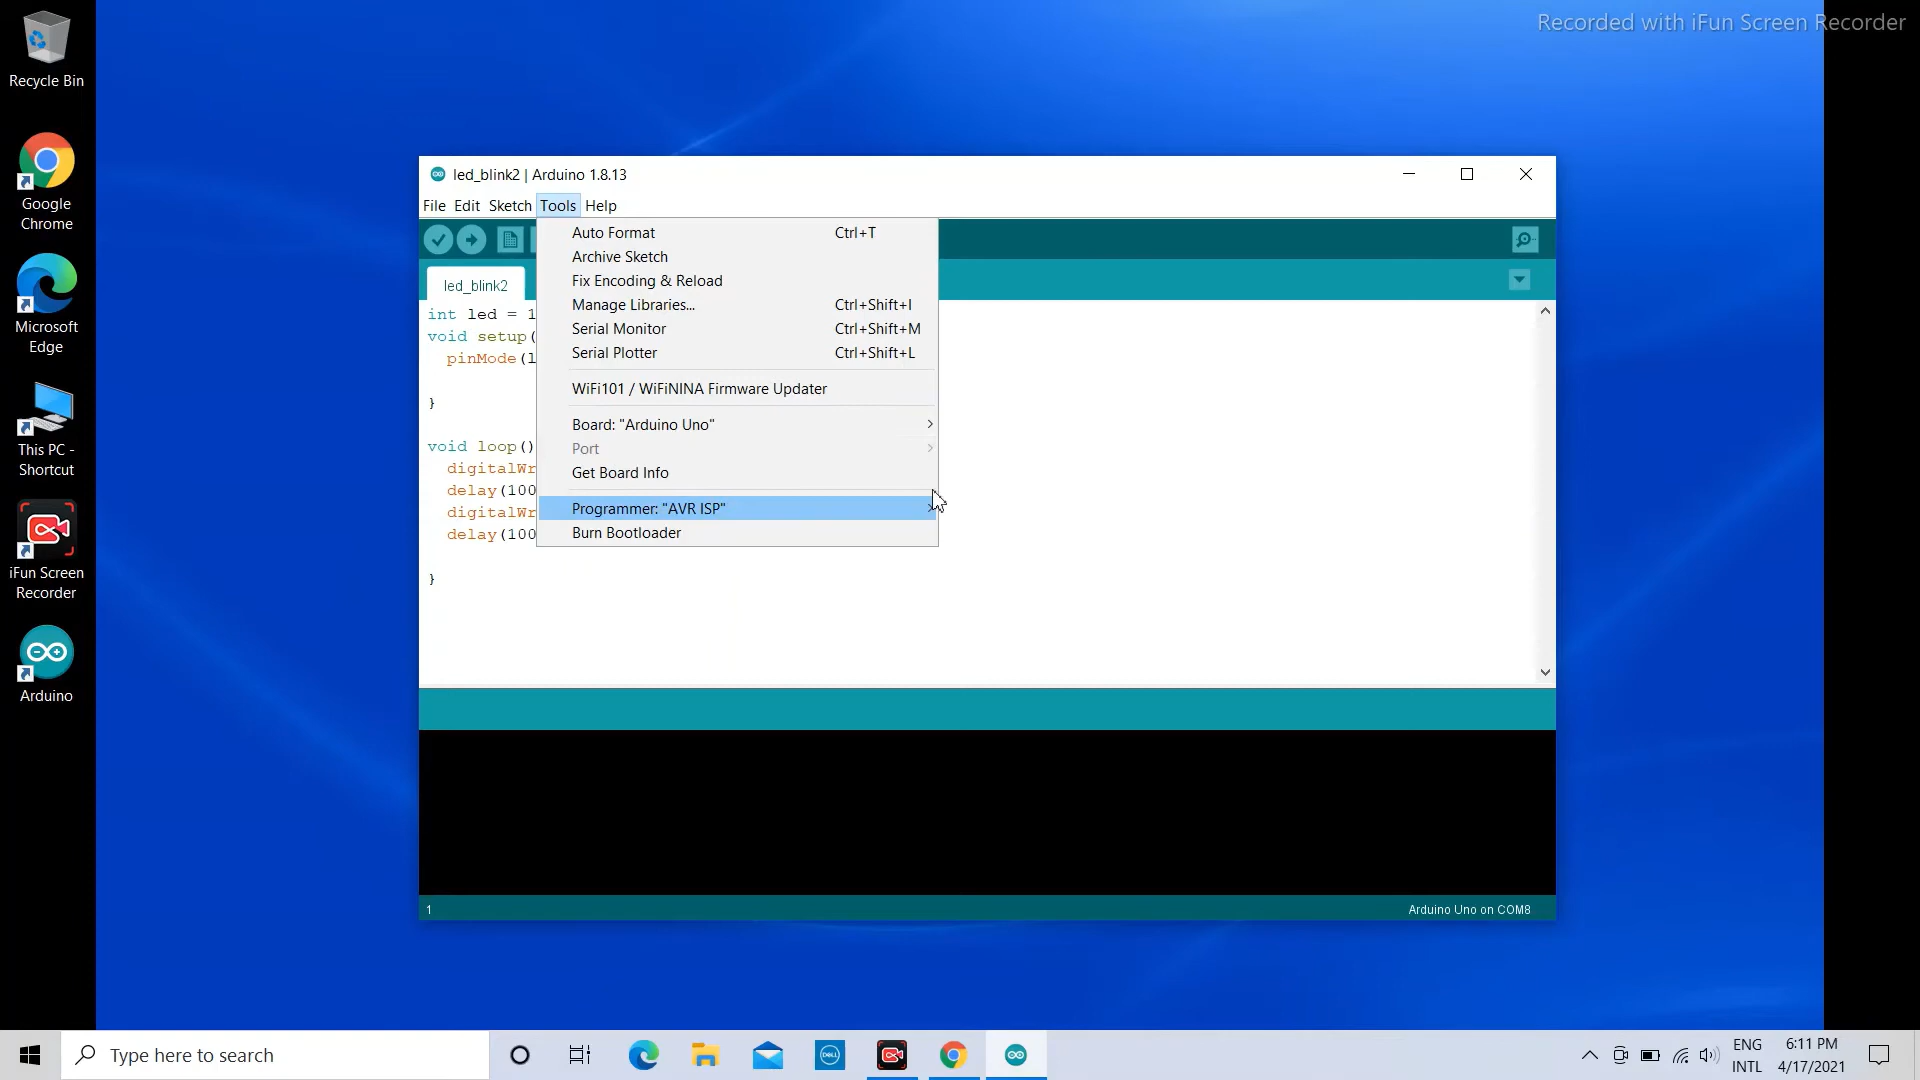 Recorded with iFun Screen Recorder
Recycle Bin
Google
Chrome
Microsoft
Edge
This PC -
Shortcut
iFun Screen
Recorder
Arduino
led_blink2 | Arduino 1.8.13
File Edit Sketch Tools Help
Auto Format Ctrl+T
Archive Sketch
Fix Encoding & Reload
Manage Libraries... Ctrl+Shift+I
Serial Monitor Ctrl+Shift+M
Serial Plotter Ctrl+Shift+L
WiFi101 / WiFiNINA Firmware Updater
Board: "Arduino Uno"
Port
Get Board Info
Programmer: "AVR ISP"
Burn Bootloader
led_blink2
int led = 1
void setup(
pinMode(l
}
void loop()
digitalWr
delay(100
digitalWr
delay(100
}
1
Arduino Uno on COM8
Type here to search
DELL
ENG
INTL
6:11 PM
4/17/2021